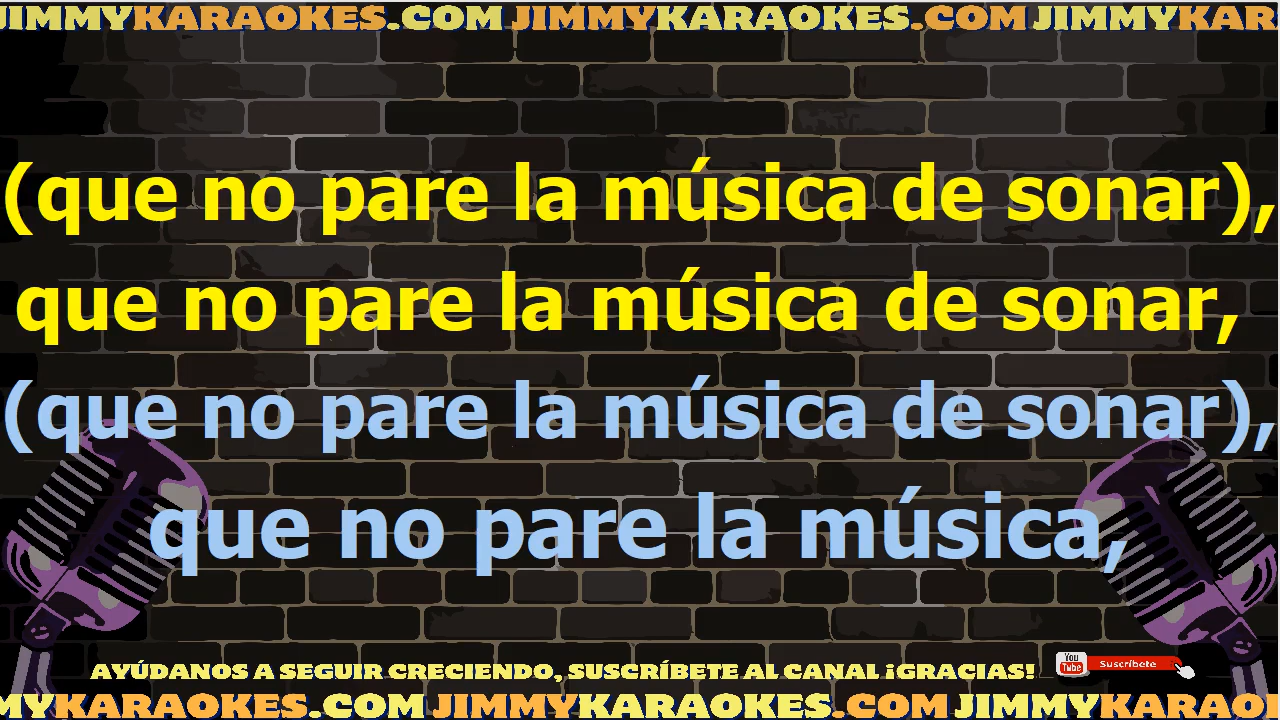 JIMMYKARAOKES.COM JIMMYKARAOKES.COM JIMMYKAR
(que no pare la música de sonar),
que no pare la música de sonar,
(que no pare la música de sonar),
que no pare la música,
AYÚDANOS A SEGUIR CRECIENDO, SUSCRÍBETE AL CANAL ¡GRACIAS!
You Tube Suscríbete
MYKARAOKES.COM JIMMYKARAOKES.COM JIMMYKARAO